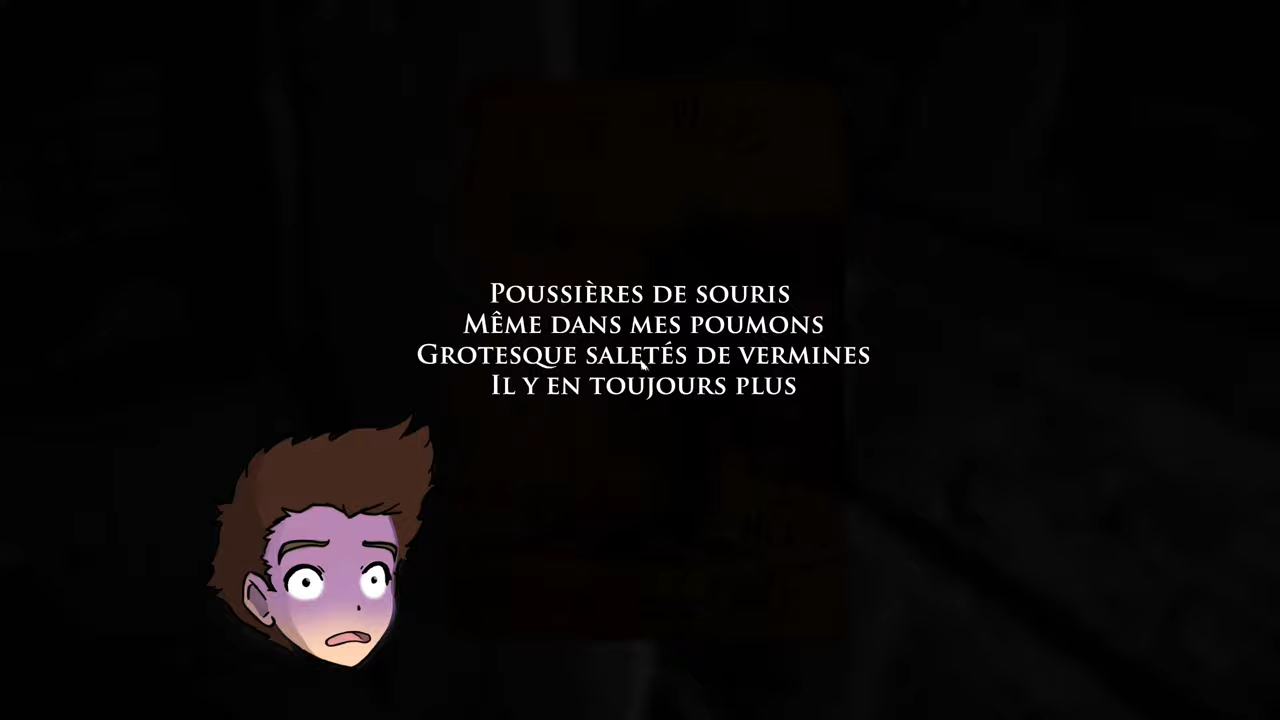 Poussières de souris
Même dans mes poumons
Grotesque saletés de vermines
Il y en toujours plus